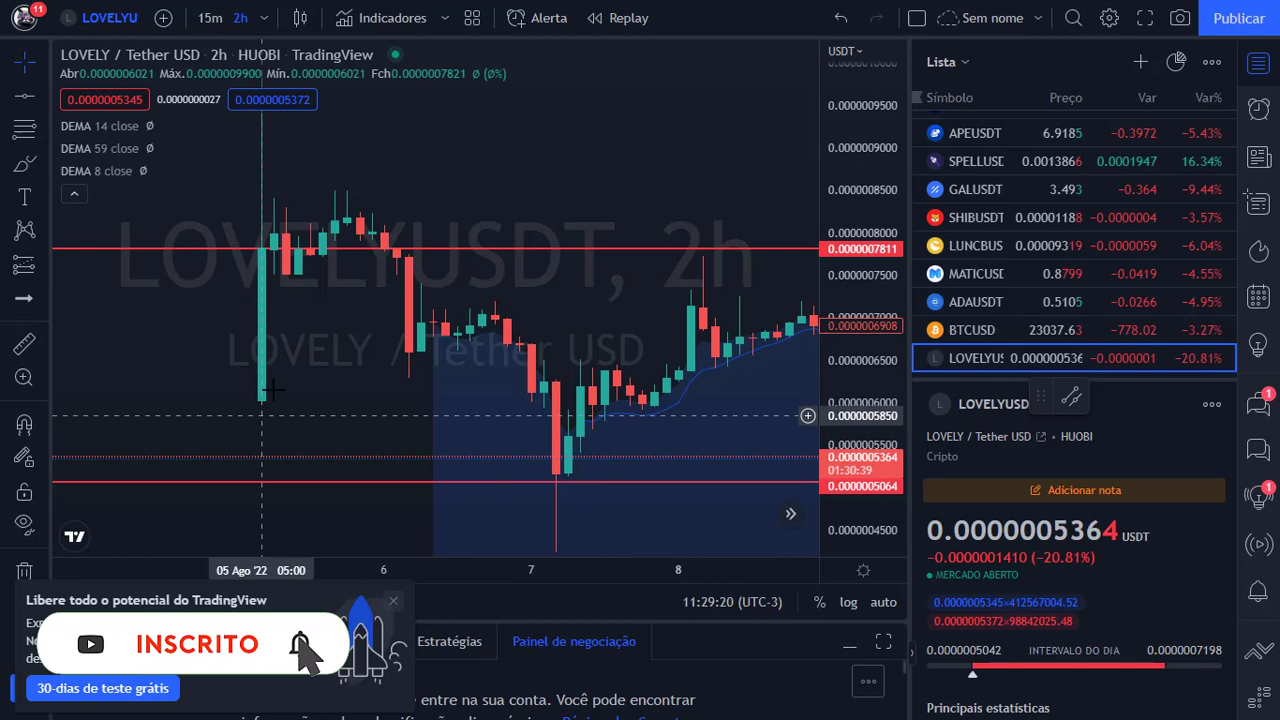 11
LOVELYU
15m 2h
Indicadores
Alerta
Replay
Sem nome
Publicar
LOVELY / Tether USD · 2h · HUOBI · TradingView
Abr0.0000006021 Máx.0.0000009900 Mín.0.0000006021 Fch0.0000007821 ∅ (∅%)
0.0000005345 0.0000000027 0.0000005372
DEMA 14 close ∅
DEMA 59 close ∅
DEMA 8 close ∅
LOVELYUSDT, 2h
LOVELY / Tether USD
USDT
0.0000010000
0.0000009500
0.0000009000
0.0000008500
0.0000008000
0.0000007811
0.0000007500
0.0000007000
0.0000006908
0.0000006500
0.0000006000
0.0000005850
0.0000005500
0.0000005364
01:30:39
0.0000005064
0.0000004500
05 Ago '22 05:00 6 7 8
11:29:20 (UTC-3) % log auto
Estratégias Painel de negociação
entre na sua conta. Você pode encontrar
Libere todo o potencial do TradingView
INSCRITO
30-dias de teste grátis
Lista
Símbolo Preço Var Var%
APEUSDT 6.9185 −0.3972 −5.43%
SPELLUSD 0.0013866 0.0001947 16.34%
GALUSDT 3.493 −0.364 −9.44%
SHIBUSDT 0.00001188 −0.0000004 −3.57%
LUNCBUS 0.00009319 −0.0000059 −6.04%
MATICUSD 0.8799 −0.0419 −4.55%
ADAUSDT 0.5105 −0.0266 −4.95%
BTCUSD 23037.63 −778.02 −3.27%
LOVELYUS 0.000000536 −0.0000001 −20.81%
LOVELYUSD
LOVELY / Tether USD HUOBI
Cripto
Adicionar nota
0.0000005364 USDT
−0.0000001410 (−20.81%)
MERCADO ABERTO
0.0000005345×412567004.52
0.0000005372×98842025.48
0.0000005042 INTERVALO DO DIA 0.0000007198
Principais estatísticas
1
1